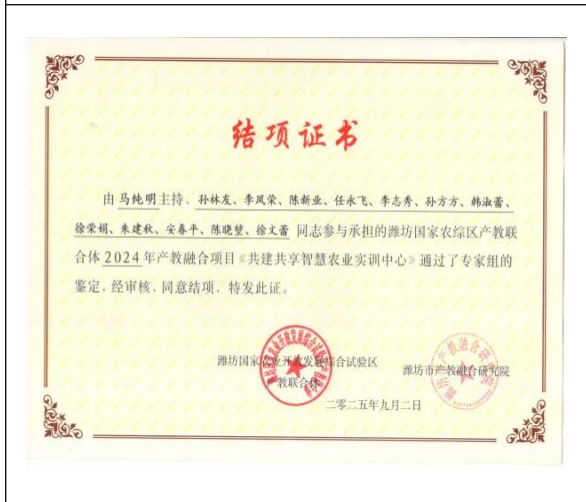 结项证书
由 马纯明主持、孙林友、李凤荣、陈新业、任永飞、李志秀、孙方方、韩淑蕾、
徐荣娟、朱建秋、安春平、陈晓堃、徐文蕾 同志参与承担的潍坊国家农综区产教联
合体 2024 年产教融合项目《共建共享智慧农业实训中心》通过了专家组的
鉴定，经审核，同意结项，特发此证。
潍坊国家农业开放发展综合试验区 潍坊市产教融合研究院
教联合体
二零二五年九月二日